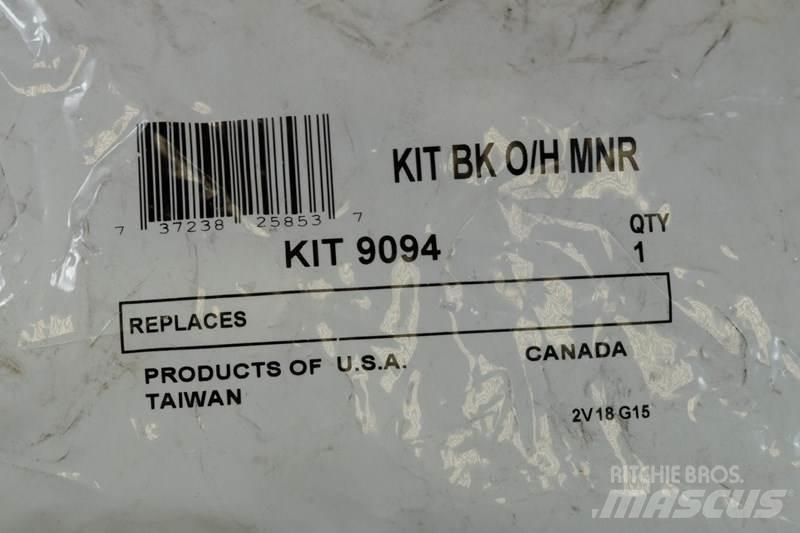 KIT BK O/H MNR
7 37238 25853 7
QTY
KIT 9094
1
REPLACES
PRODUCTS OF U.S.A. CANADA
TAIWAN
2V18 G15
RITCHIE BROS.
MASCUS